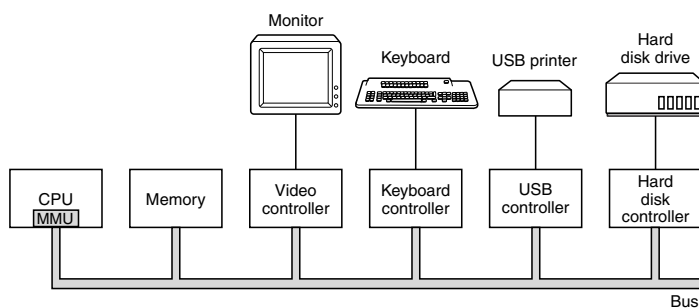 Monitor
Keyboard
USB printer
Hard
disk drive
CPU
MMU
Memory
Video
controller
Keyboard
controller
USB
controller
Hard
disk
controller
Bus